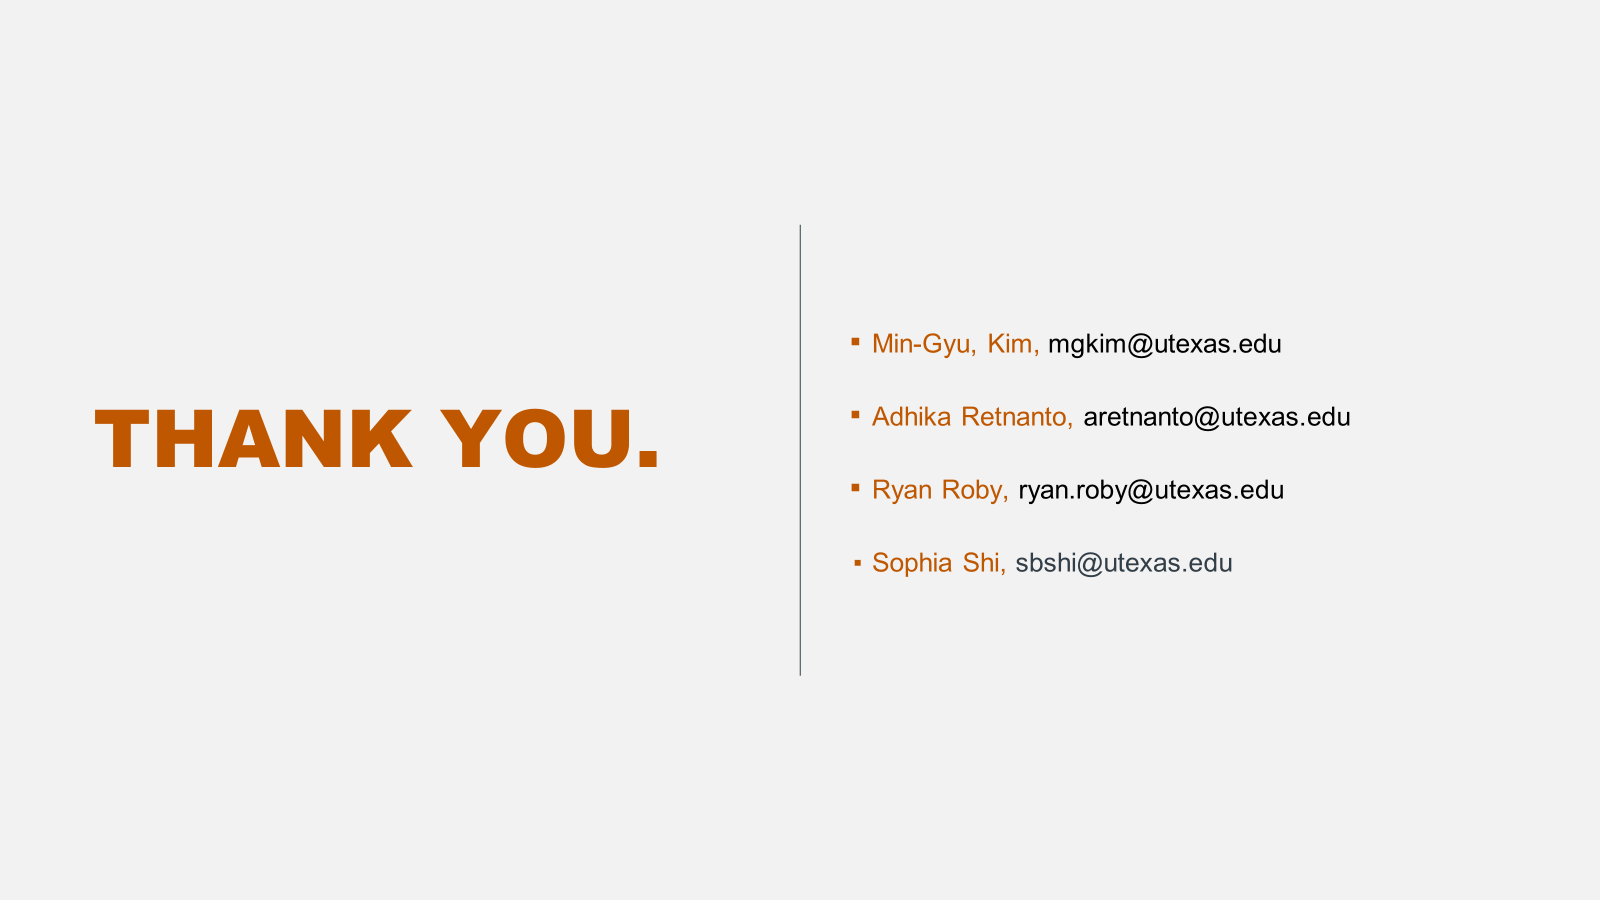 THANK YOU.
▪ Min-Gyu, Kim, mgkim@utexas.edu
▪ Adhika Retnanto, aretnanto@utexas.edu
▪ Ryan Roby, ryan.roby@utexas.edu
▪ Sophia Shi, sbshi@utexas.edu